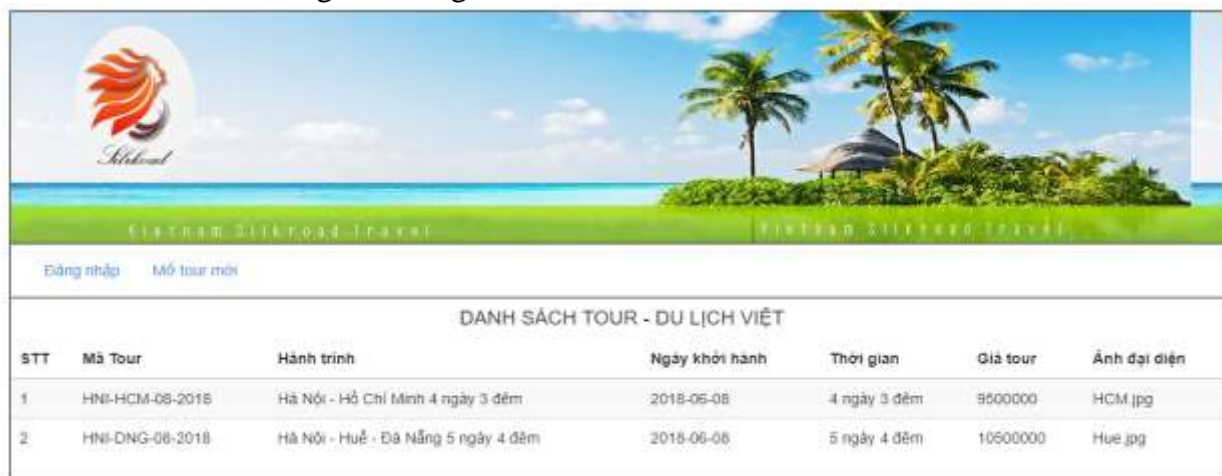 Silkroad
Vietnam Silkroad Travel Vietnam Silkroad Travel
Đăng nhập Mở tour mới
DANH SÁCH TOUR - DU LỊCH VIỆT
STT Mã Tour Hành trình Ngày khởi hành Thời gian Giá tour Ảnh đại diện
1 HNI-HCM-08-2018 Hà Nội - Hồ Chí Minh 4 ngày 3 đêm 2018-06-08 4 ngày 3 đêm 9500000 HCM.jpg
2 HNI-DNG-06-2018 Hà Nội - Huế - Đà Nẵng 5 ngày 4 đêm 2018-06-08 5 ngày 4 đêm 10500000 Hue.jpg